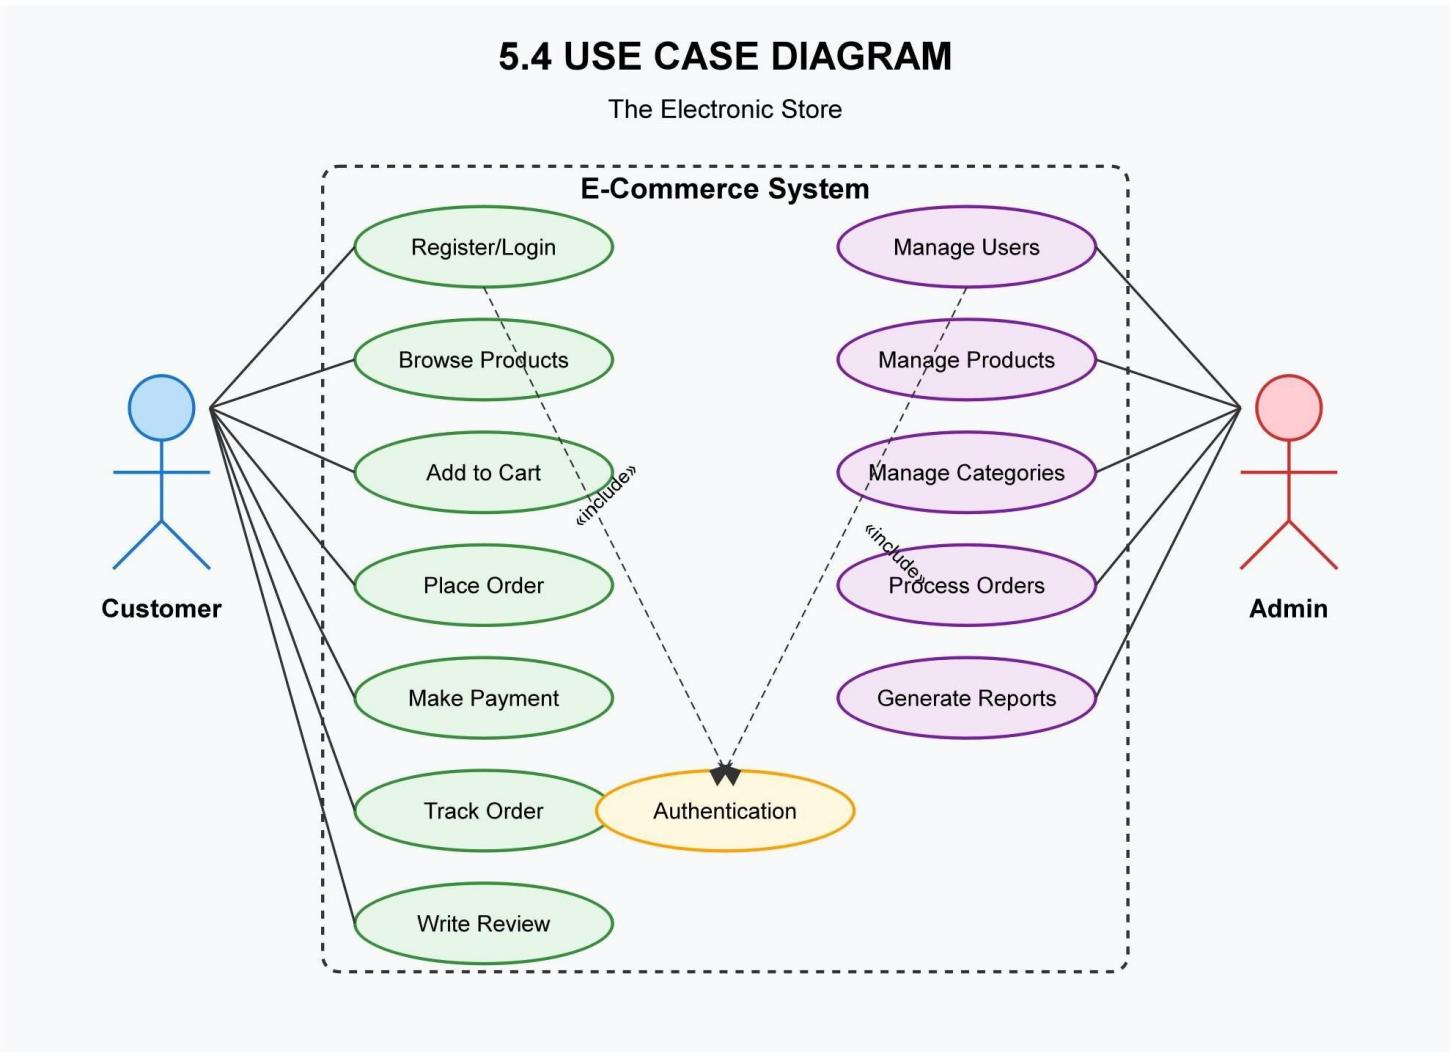 5.4 USE CASE DIAGRAM
The Electronic Store
E-Commerce System
Register/Login
Manage Users
Browse Products
Manage Products
Add to Cart
Manage Categories
«include»
«include»
Place Order
Process Orders
Customer
Admin
Make Payment
Generate Reports
Track Order
Authentication
Write Review